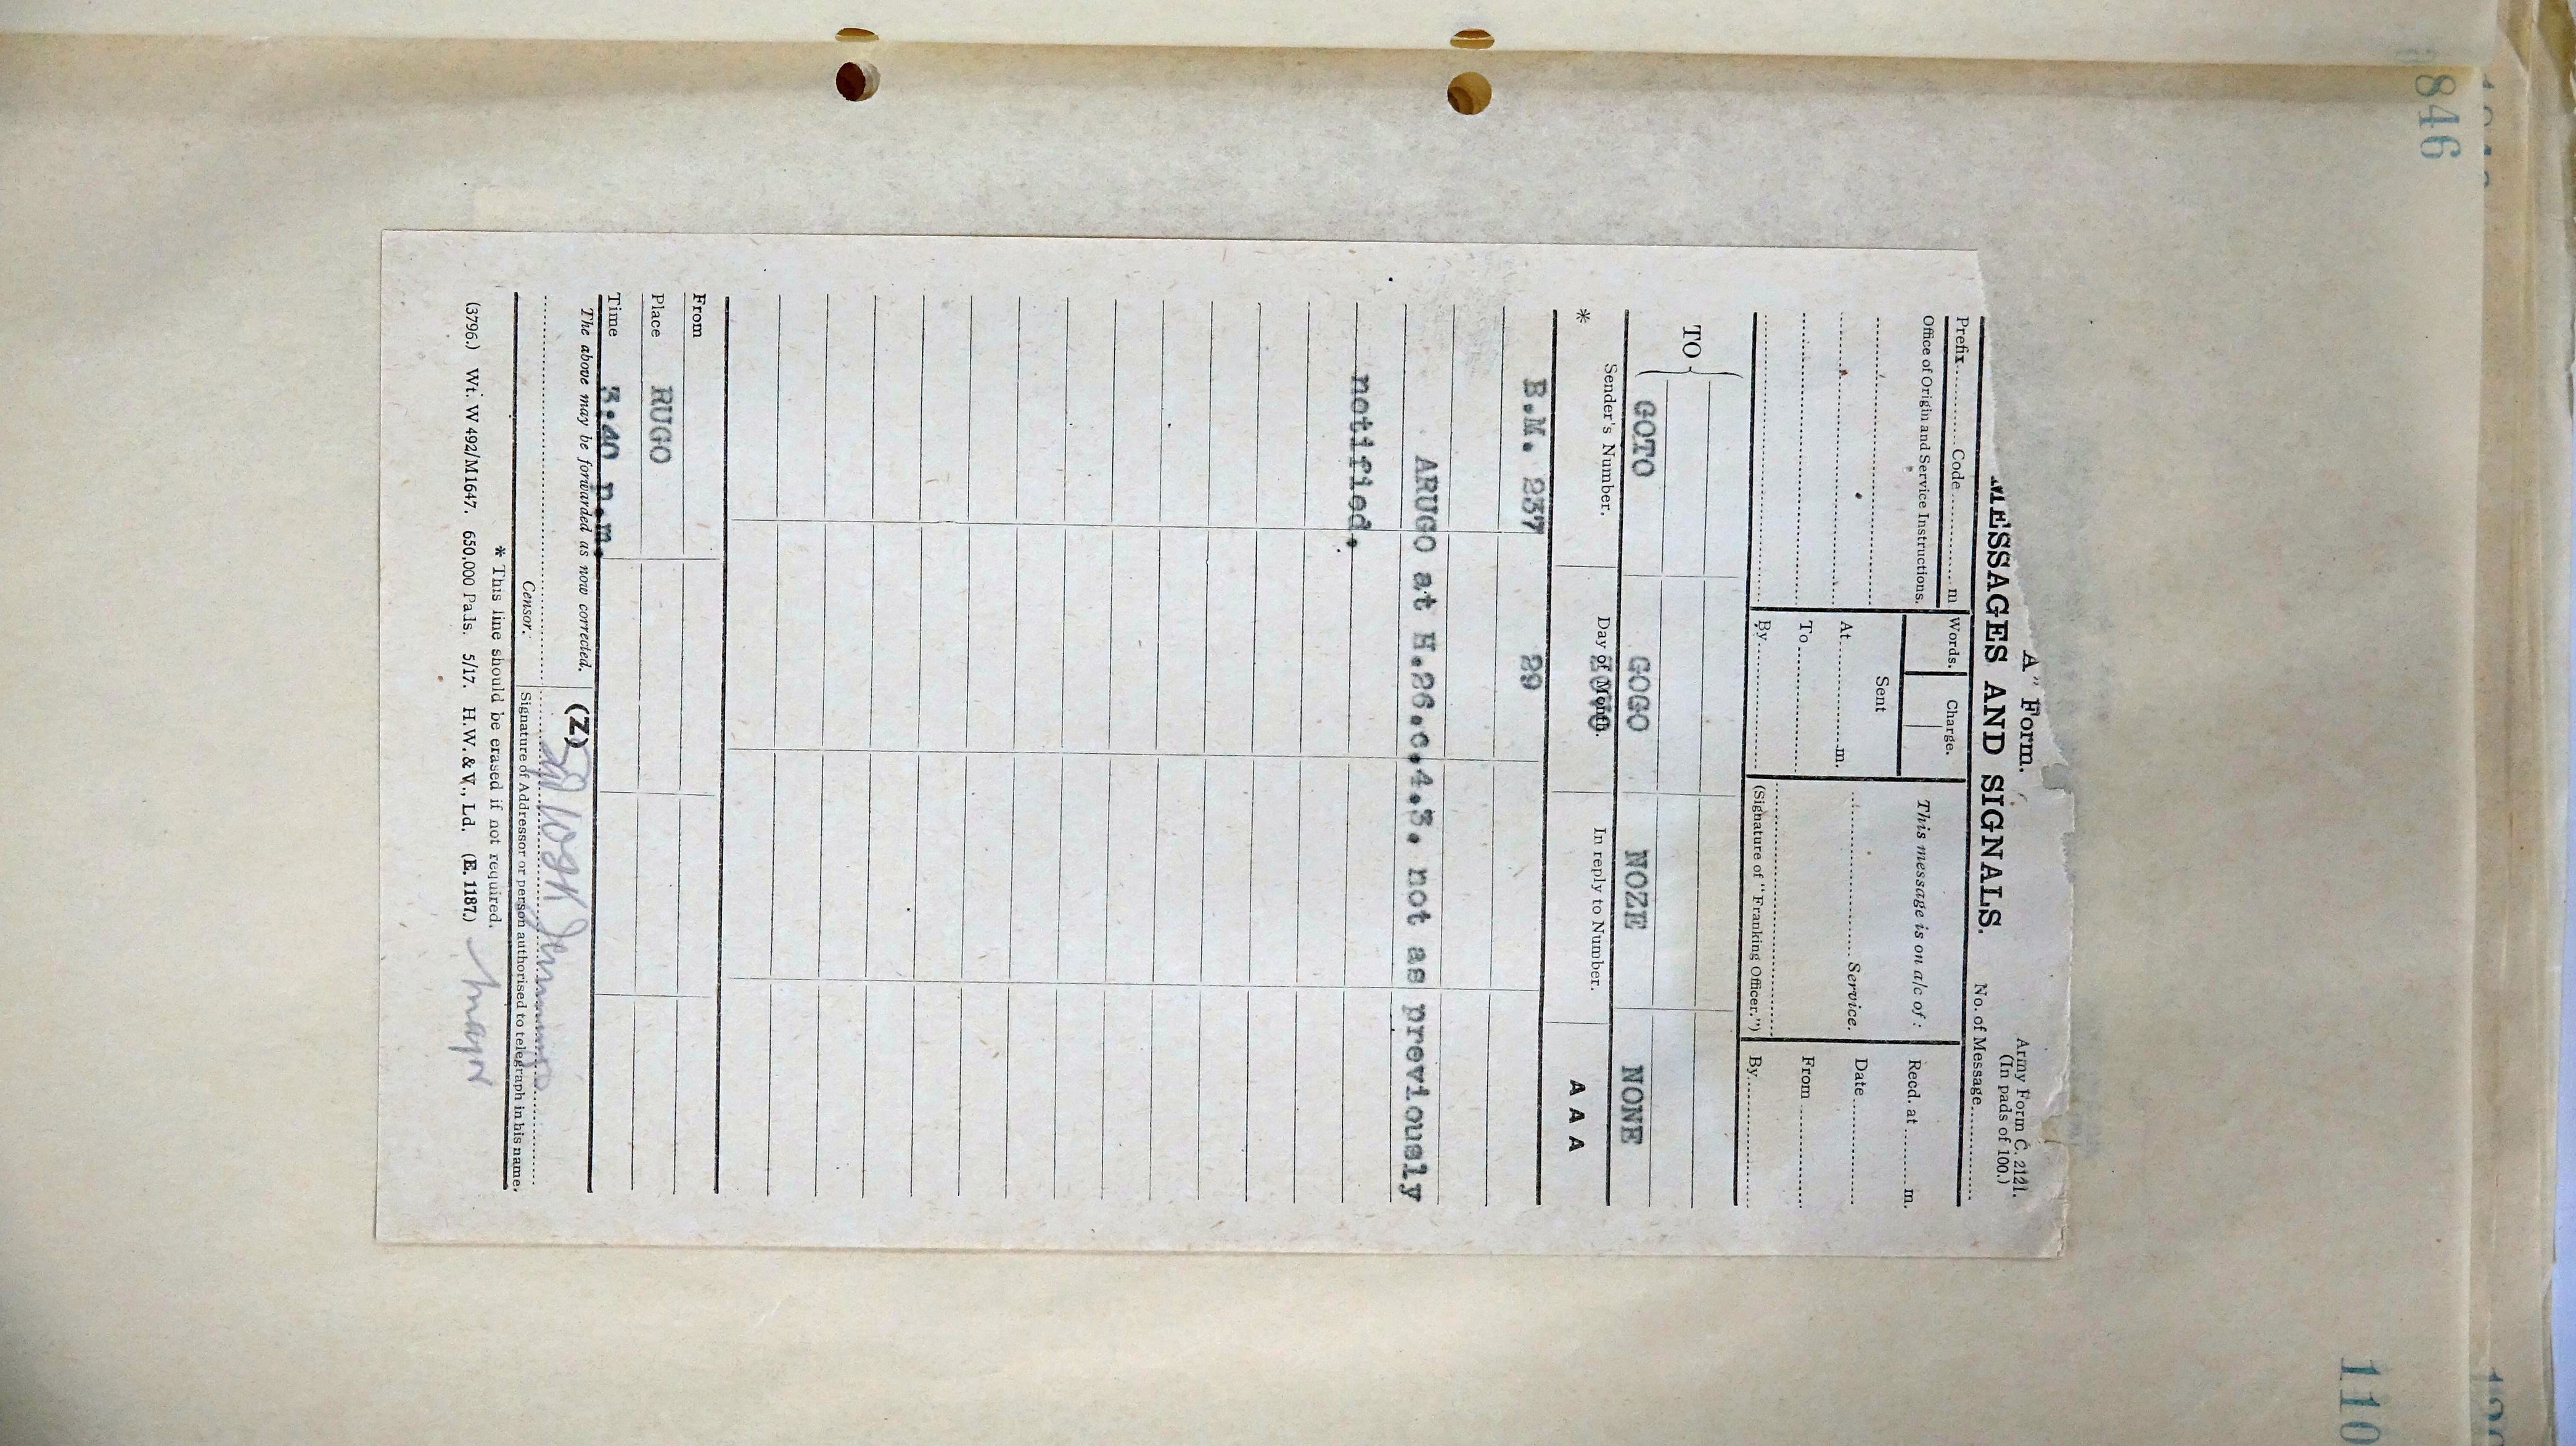 846
A" Form.
Army Form C. 2121.
MESSAGES AND SIGNALS.
(In pads of 100.)
No. of Message
Prefix Code m
Words. Charge.
This message is on a/c of :
Recd. at m.
Office of Origin and Service Instructions.
Sent
Service.
Date
At m.
From
To
By
(Signature of "Franking Officer.")
By
TO
GOTO GOGO NOZE NONE
* Sender's Number. Day of Month. In reply to Number.
A A A
B.M. 237 29
ARUGO at H.26.c.4.3. not as previously
notified.
From
Place RUGO
Time 3.40 p.m.
The above may be forwarded as now corrected. (Z)
Censor. Signature of Addressor or person authorised to telegraph in his name.
* This line should be erased if not required.
(3796.) Wt. W 492/M1647. 650,000 Pads. 5/17. H.W. & V., Ld. (E. 1187.)
Major
110